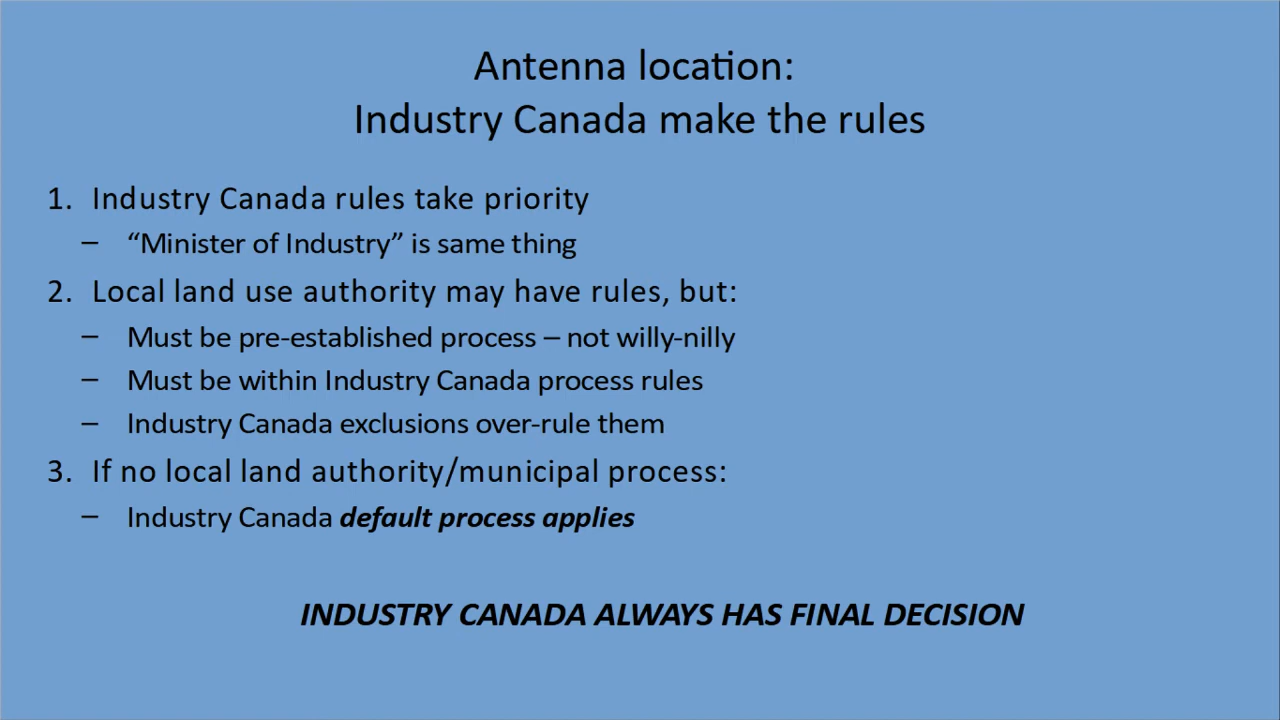 Antenna location:
Industry Canada make the rules
1. Industry Canada rules take priority
– “Minister of Industry” is same thing
2. Local land use authority may have rules, but:
– Must be pre-established process – not willy-nilly
– Must be within Industry Canada process rules
– Industry Canada exclusions over-rule them
3. If no local land authority/municipal process:
– Industry Canada default process applies
INDUSTRY CANADA ALWAYS HAS FINAL DECISION